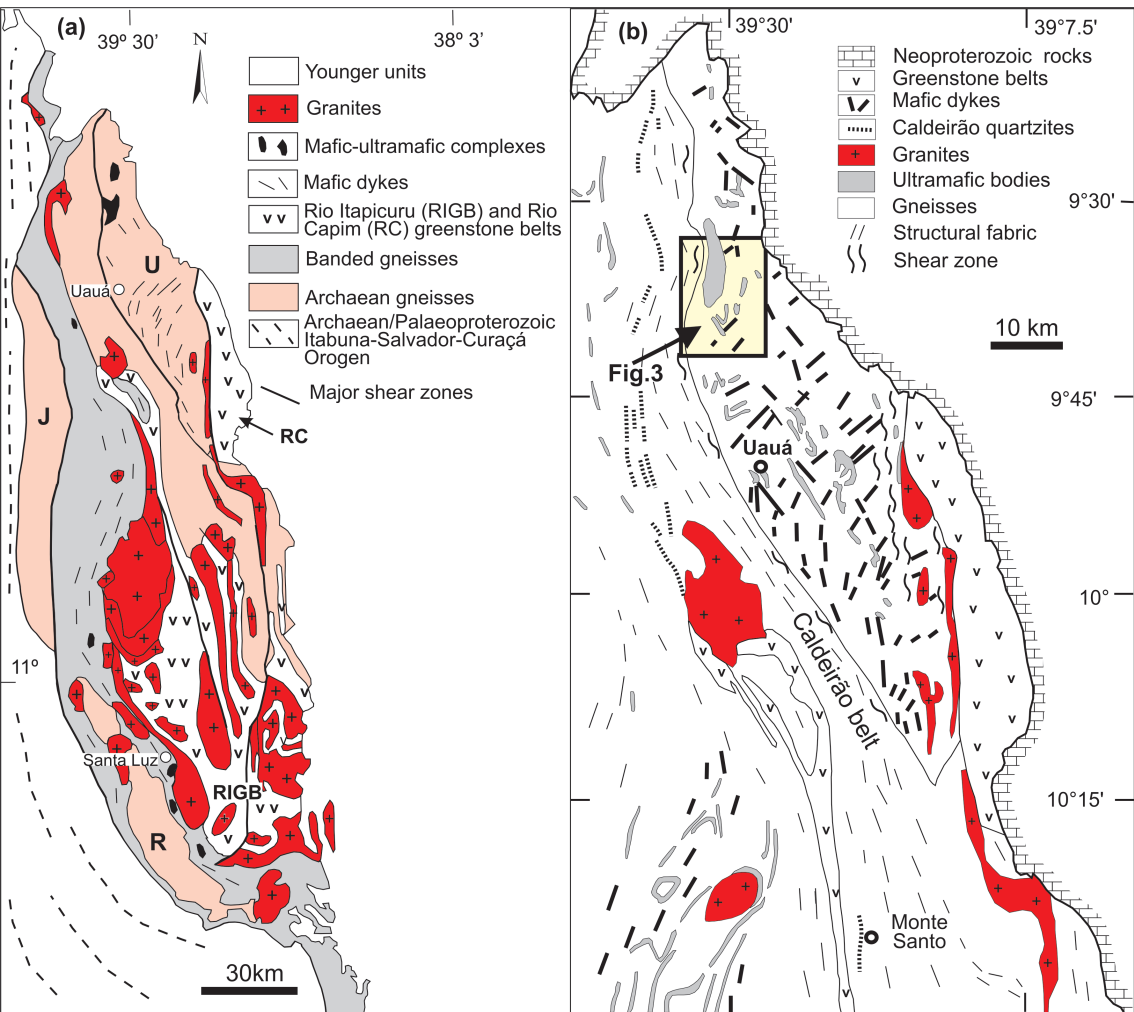 (a)
39° 30'
38° 3'
N
Younger units
Granites
Mafic-ultramafic complexes
Mafic dykes
Rio Itapicuru (RIGB) and Rio
Capim (RC) greenstone belts
Banded gneisses
Archaean gneisses
Archaean/Palaeoproterozoic
Itabuna-Salvador-Curaçá
Orogen
Major shear zones
U
Uauá
J
RC
11º
Santa Luz
RIGB
R
30km
(b)
39°30'
39°7.5'
Neoproterozoic rocks
Greenstone belts
Mafic dykes
Caldeirão quartzites
Granites
Ultramafic bodies
Gneisses
Structural fabric
Shear zone
9°30'
10 km
Fig.3
9°45'
Uauá
10°
Caldeirão belt
10°15'
Monte
Santo